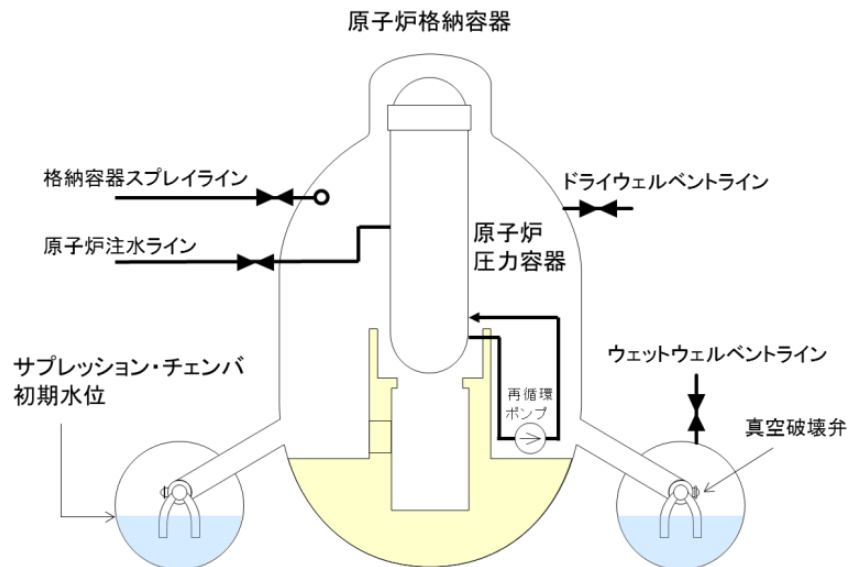 原子炉格納容器
格納容器スプレイライン
ドライウェルベントライン
原子炉注水ライン
原子炉
圧力容器
サプレッション・チェンバ
初期水位
ウェットウェルベントライン
再循環
ポンプ
真空破壊弁